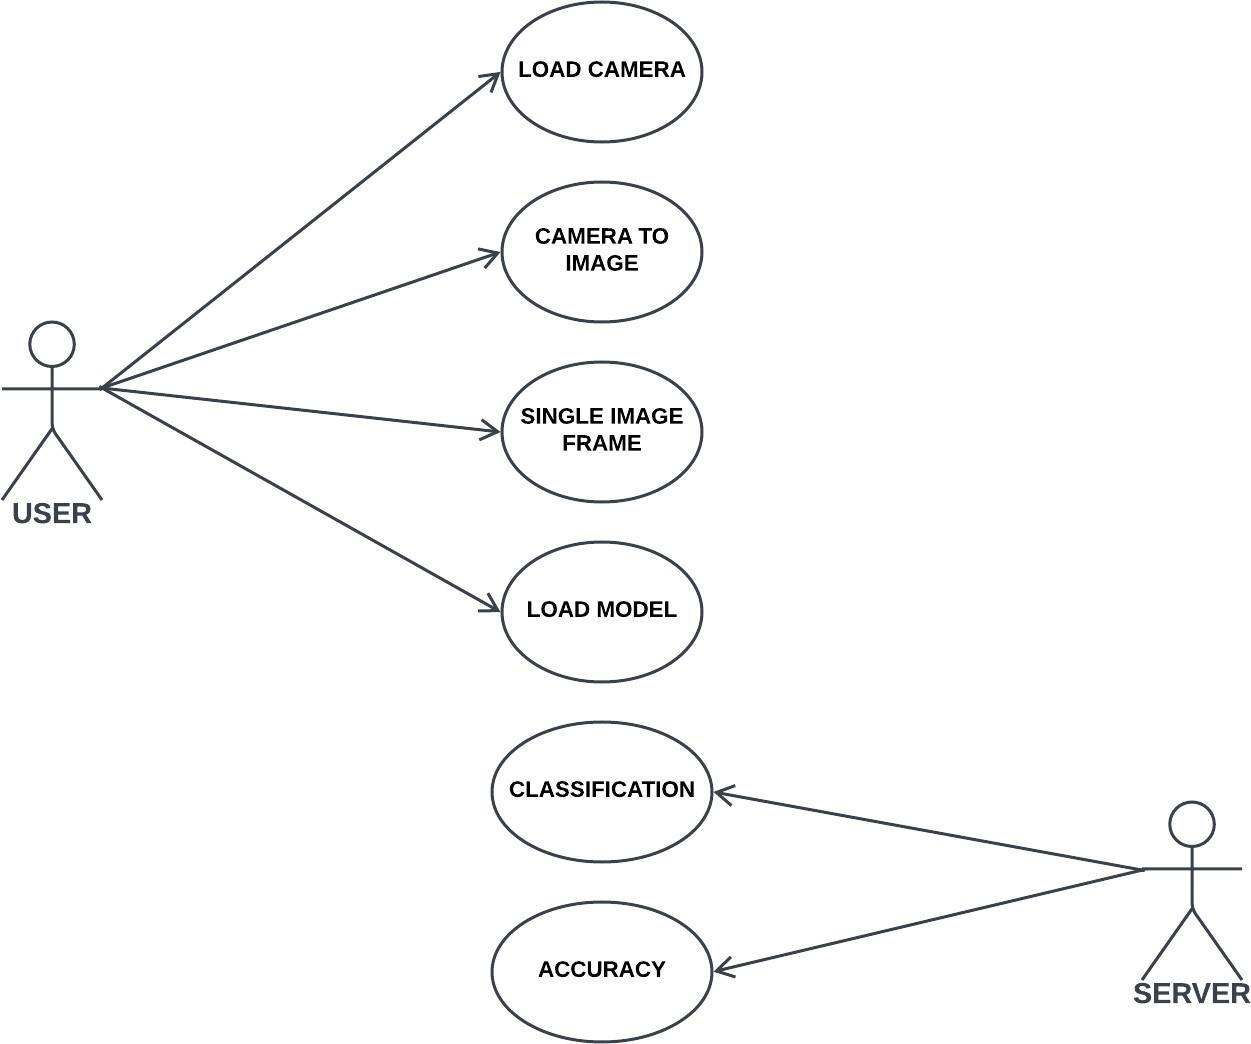 LOAD CAMERA
CAMERA TO
IMAGE
SINGLE IMAGE
FRAME
USER
LOAD MODEL
CLASSIFICATION
ACCURACY
SERVER